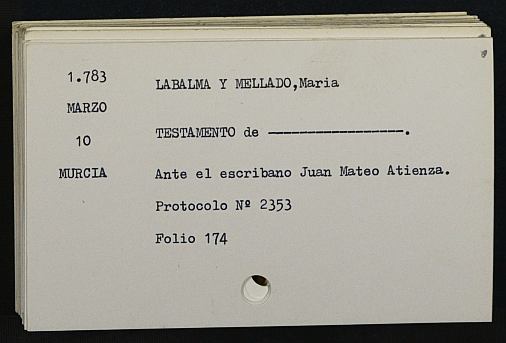 1.783 LABALMA Y MELLADO,Maria
MARZO
10 TESTAMENTO de —————————.
MURCIA Ante el escribano Juan Mateo Atienza.
Protocolo Nº 2353
Folio 174